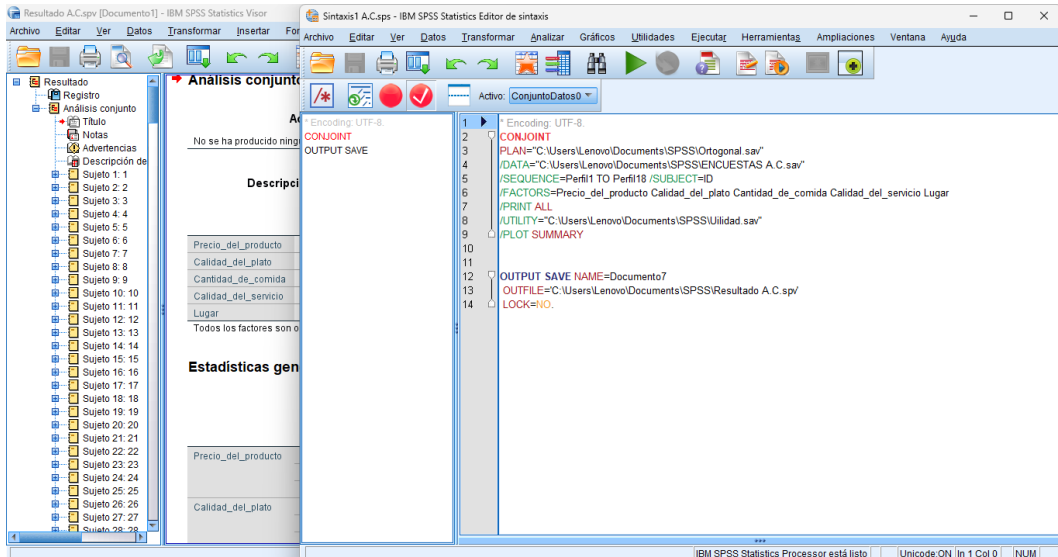 Resultado A.C.spv [Documento1] - IBM SPSS Statistics Visor
Archivo Editar Ver Datos Transformar Insertar For
Resultado
Registro
Análisis conjunto
Título
Notas
Advertencias
Descripción de
Sujeto 1: 1
Sujeto 2: 2
Sujeto 3: 3
Sujeto 4: 4
Sujeto 5: 5
Sujeto 6: 6
Sujeto 7: 7
Sujeto 8: 8
Sujeto 9: 9
Sujeto 10: 10
Sujeto 11: 11
Sujeto 12: 12
Sujeto 13: 13
Sujeto 14: 14
Sujeto 15: 15
Sujeto 16: 16
Sujeto 17: 17
Sujeto 18: 18
Sujeto 19: 19
Sujeto 20: 20
Sujeto 21: 21
Sujeto 22: 22
Sujeto 23: 23
Sujeto 24: 24
Sujeto 25: 25
Sujeto 26: 26
Sujeto 27: 27
Sujeto 28: 28
Análisis conjunto
No se ha producido ning
Descripci
Precio_del_producto
Calidad_del_plato
Cantidad_de_comida
Calidad_del_servicio
Lugar
Todos los factores son o
Estadísticas gen
Precio_del_producto
Calidad_del_plato
Sintaxis1 A.C.sps - IBM SPSS Statistics Editor de sintaxis
Archivo Editar Ver Datos Transformar Analizar Gráficos Utilidades Ejecutar Herramientas Ampliaciones Ventana Ayuda
Activo: ConjuntoDatos0
* Encoding: UTF-8.
CONJOINT
OUTPUT SAVE
1 * Encoding: UTF-8.
2 CONJOINT
3 PLAN="C:\Users\Lenovo\Documents\SPSS\Ortogonal.sav"
4 /DATA="C:\Users\Lenovo\Documents\SPSS\ENCUESTAS A.C.sav"
5 /SEQUENCE=Perfil1 TO Perfil18 /SUBJECT=ID
6 /FACTORS=Precio_del_producto Calidad_del_plato Cantidad_de_comida Calidad_del_servicio Lugar
7 /PRINT ALL
8 /UTILITY="C:\Users\Lenovo\Documents\SPSS\Uilidad.sav"
9 /PLOT SUMMARY
10
11
12 OUTPUT SAVE NAME=Documento7
13 OUTFILE='C:\Users\Lenovo\Documents\SPSS\Resultado A.C.spv'
14 LOCK=NO.
IBM SPSS Statistics Processor está listo Unicode:ON In 1 Col 0 NUM